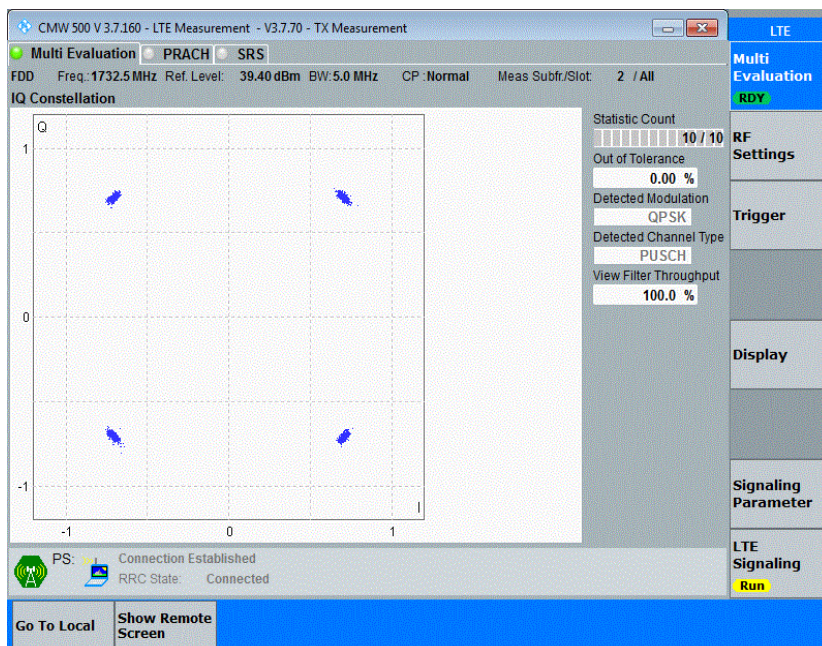 CMW 500 V 3.7.160 - LTE Measurement - V3.7.70 - TX Measurement
LTE
Multi Evaluation PRACH SRS
Multi
Evaluation
RDY
FDD Freq.: 1732.5 MHz Ref. Level: 39.40 dBm BW: 5.0 MHz CP : Normal Meas Subfr./Slot: 2 / All
IQ Constellation
Q
1
0
-1
I
-1 0 1
Statistic Count
10 / 10
Out of Tolerance
0.00 %
Detected Modulation
QPSK
Detected Channel Type
PUSCH
View Filter Throughput
100.0 %
RF
Settings
Trigger
Display
Signaling
Parameter
LTE
Signaling
Run
PS: Connection Established
RRC State: Connected
Go To Local
Show Remote
Screen